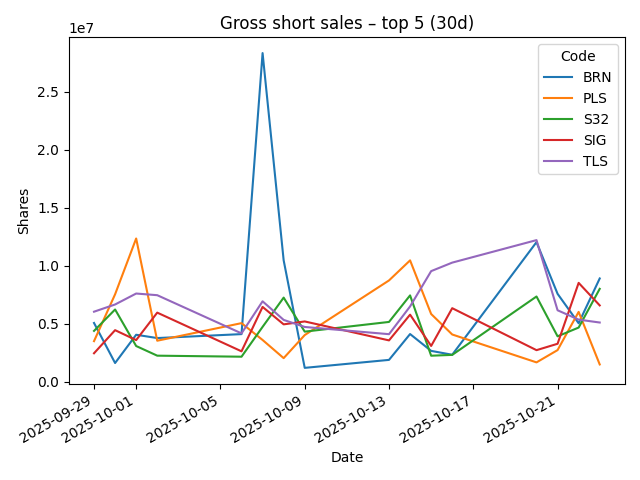 Gross short sales – top 5 (30d)
1e7
Code
BRN
PLS
S32
SIG
TLS
2.5
2.0
1.5
1.0
0.5
0.0
Shares
2025-09-29
2025-10-01
2025-10-05
2025-10-09
2025-10-13
2025-10-17
2025-10-21
Date